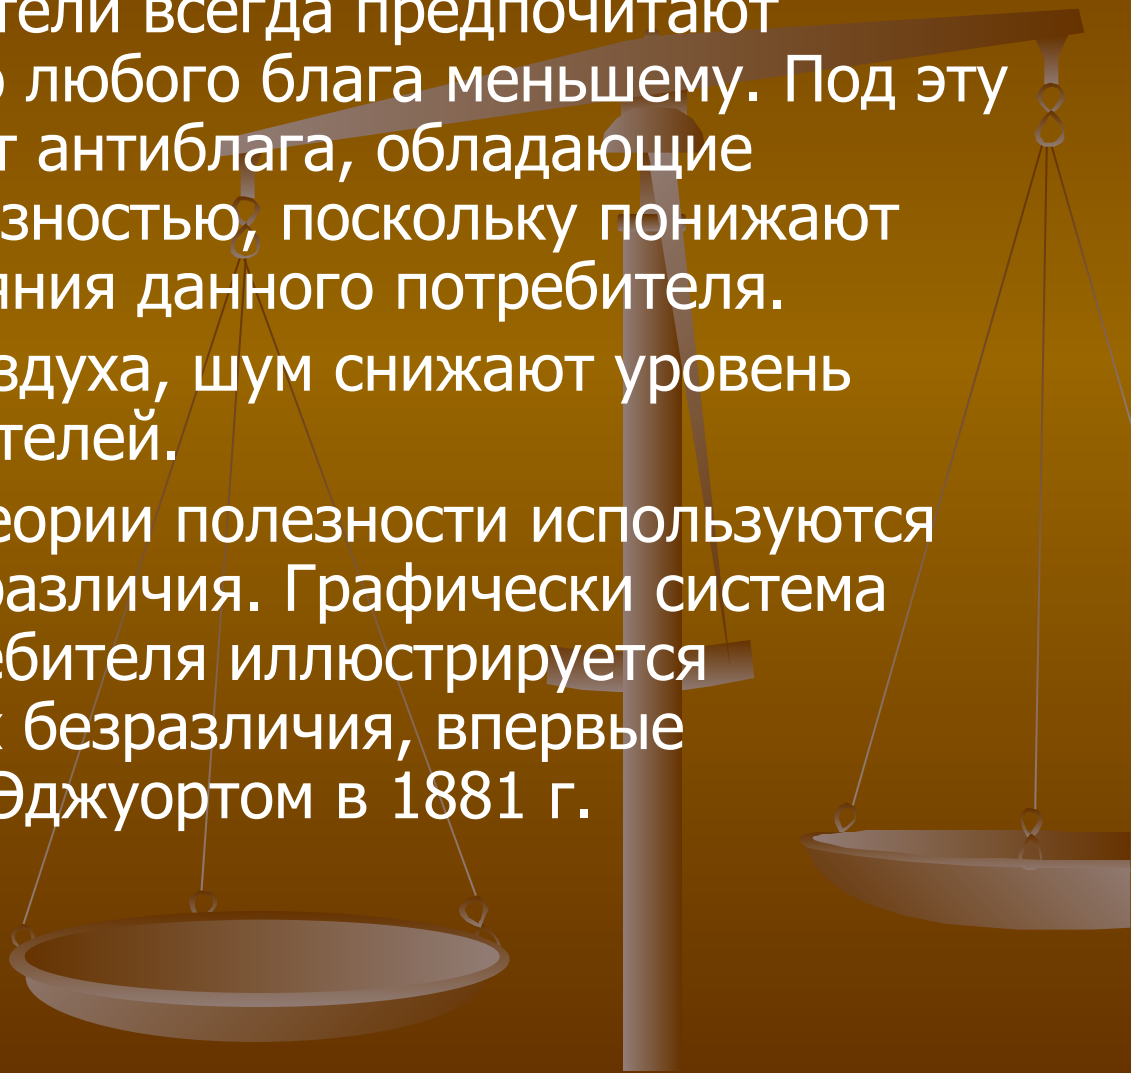 тели всегда предпочитают
любого блага меньшему. Под эту
антиблага, обладающие
зностью, поскольку понижают
яния данного потребителя.
здуха, шум снижают уровень
телей.
еории полезности используются
различия. Графически система
ебителя иллюстрируется
безразличия, впервые
Эджуортом в 1881 г.